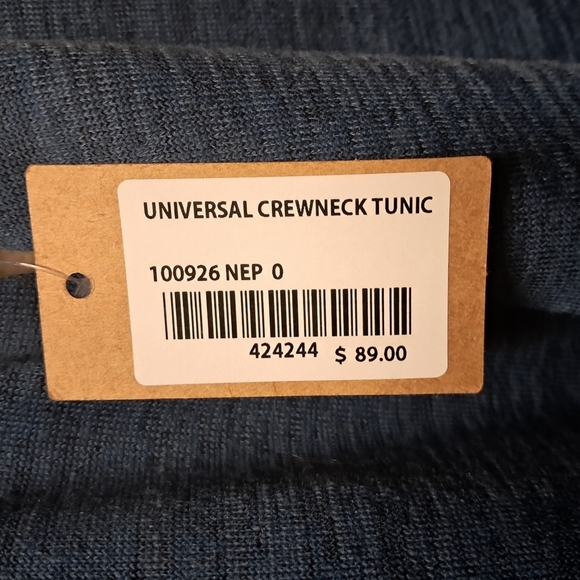 UNIVERSAL CREWNECK TUNIC
100926 NEP 0
424244 $ 89.00